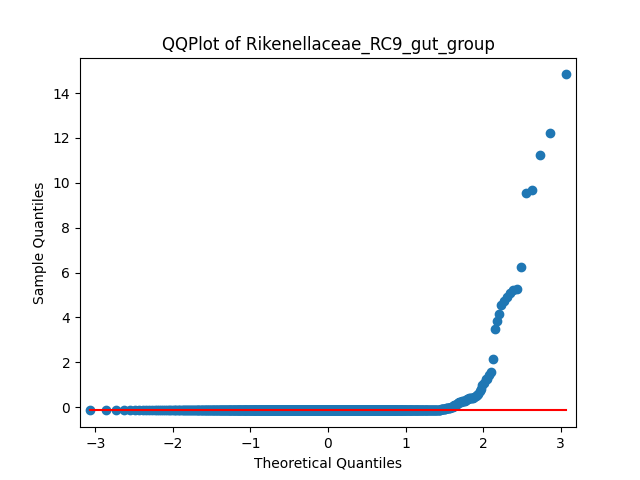 QQPlot of Rikenellaceae_RC9_gut_group
14
12
10
8
6
4
2
0
Sample Quantiles
−3 −2 −1 0 1 2 3
Theoretical Quantiles